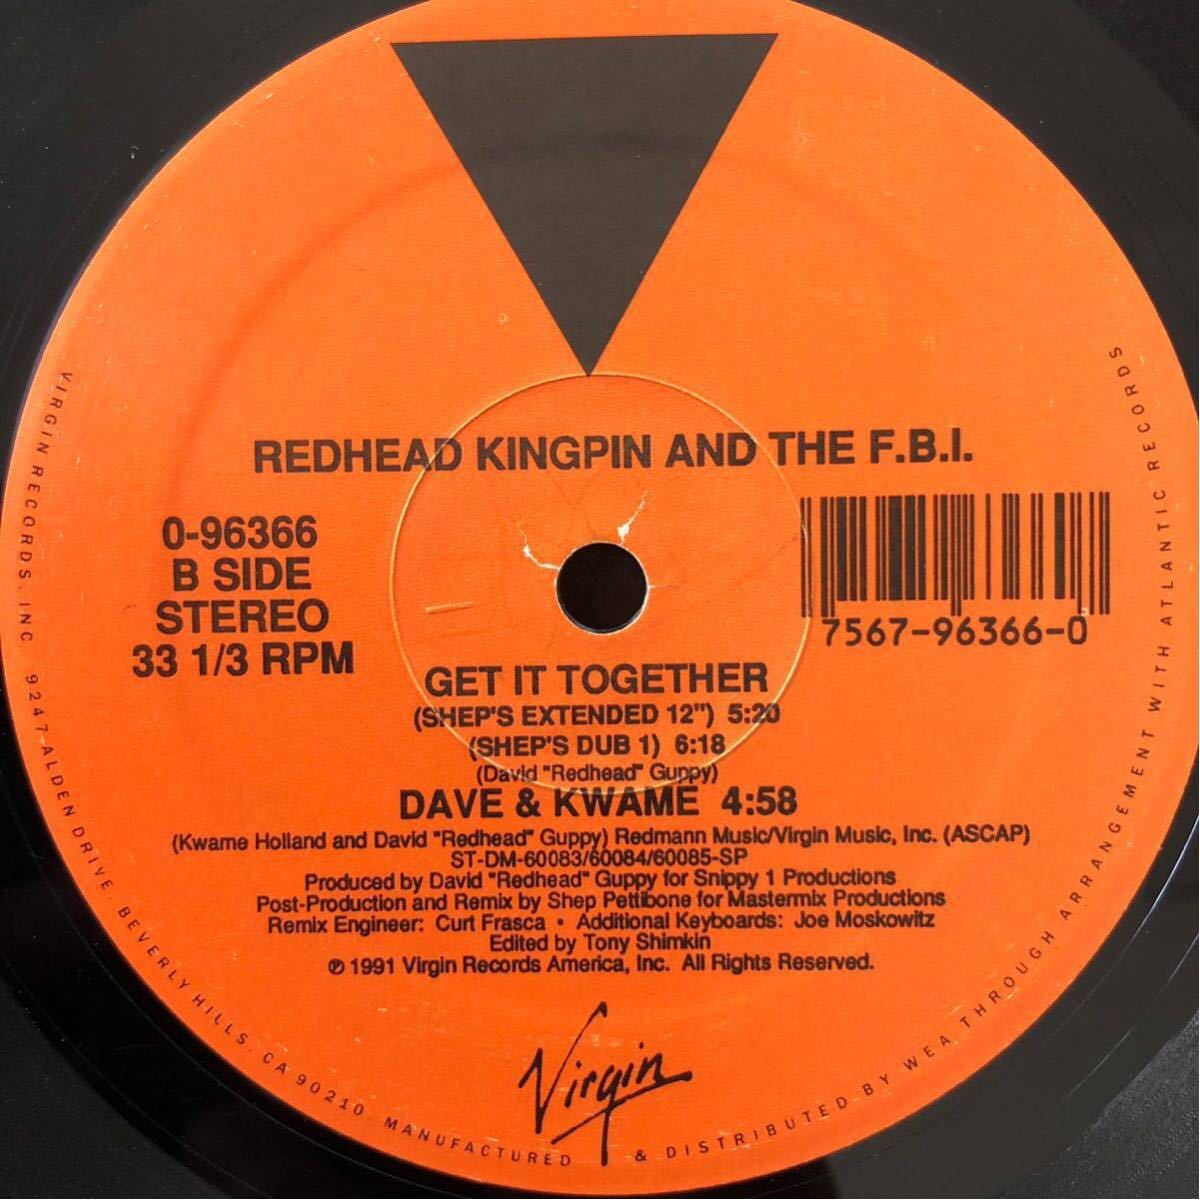 REDHEAD KINGPIN AND THE F.B.I.
0-96366
B SIDE
STEREO
33 1/3 RPM
7567-96366-0
GET IT TOGETHER
(SHEP'S EXTENDED 12") 5:20
(SHEP'S DUB 1) 6:18
(David "Redhead" Guppy)
DAVE & KWAME 4:58
(Kwame Holland and David "Redhead" Guppy) Redmann Music/Virgin Music, Inc. (ASCAP)
ST-DM-60083/60084/60085-SP
Produced by David "Redhead" Guppy for Snippy 1 Productions
Post-Production and Remix by Shep Pettibone for Mastermix Productions
Remix Engineer: Curt Frasca • Additional Keyboards: Joe Moskowitz
Edited by Tony Shimkin
℗ 1991 Virgin Records America, Inc. All Rights Reserved.
Virgin
VIRGIN RECORDS. INC 9247 ALDEN DRIVE. BEVERLY HILLS. CA 90210 MANUFACTURED & DISTRIBUTED BY WEA, THROUGH ARRANGEMENT WITH ATLANTIC RECORDS